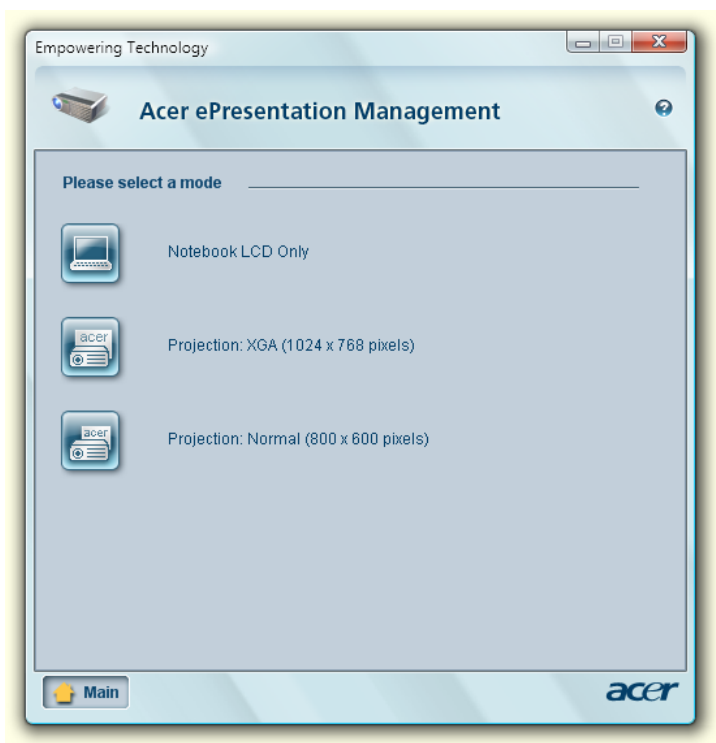 Empowering Technology
Acer ePresentation Management
Please select a mode
Notebook LCD Only
acer
Projection: XGA (1024 x 768 pixels)
acer
Projection: Normal (800 x 600 pixels)
Main
acer